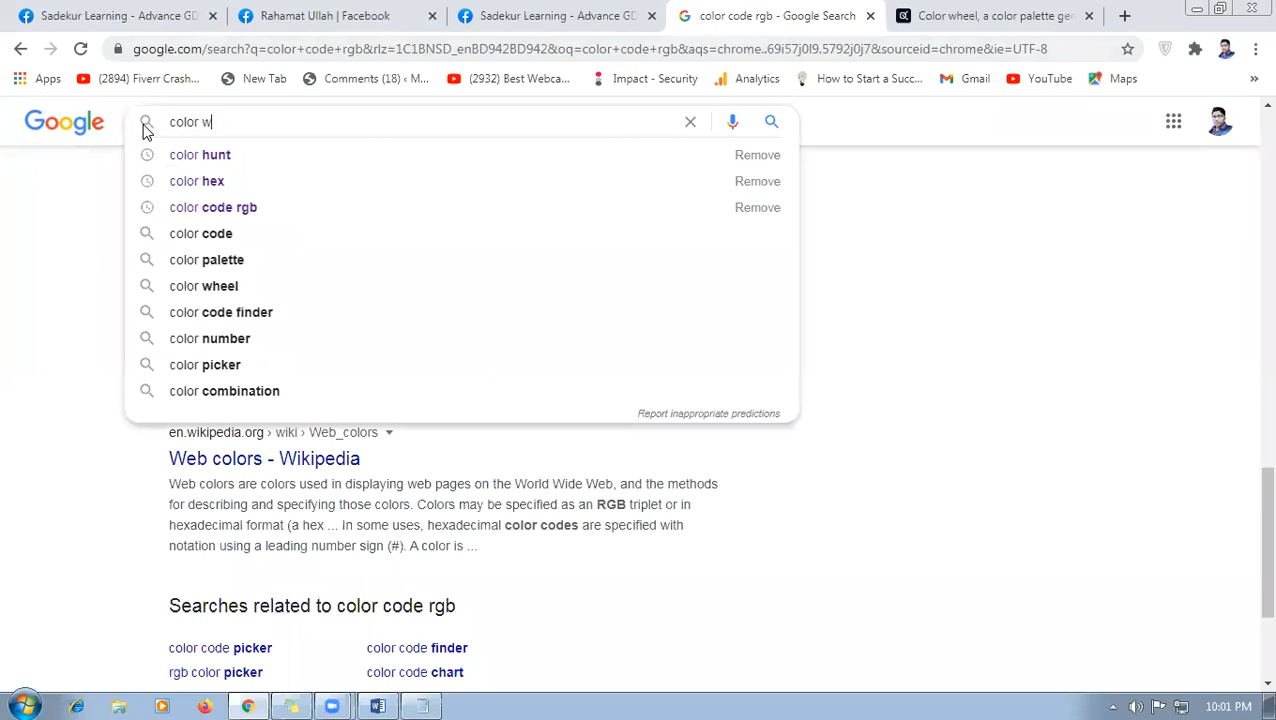 Sadekur Learning - Advance GD
Rahamat Ullah | Facebook
Sadekur Learning - Advance GD
color code rgb - Google Search
Color wheel, a color palette gen
google.com/search?q=color+code+rgb&rlz=1C1BNSD_enBD942BD942&oq=color+code+rgb&aqs=chrome..69i57j0l9.5792j0j7&sourceid=chrome&ie=UTF-8
Apps
(2894) Fiverr Crash...
New Tab
Comments (18) ‹ M...
(2932) Best Webca...
Impact - Security
Analytics
How to Start a Succ...
Gmail
YouTube
Maps
»
Google
color w
color hunt Remove
color hex Remove
color code rgb Remove
color code
color palette
color wheel
color code finder
color number
color picker
color combination
Report inappropriate predictions
en.wikipedia.org › wiki › Web_colors
Web colors - Wikipedia
Web colors are colors used in displaying web pages on the World Wide Web, and the methods
for describing and specifying those colors. Colors may be specified as an RGB triplet or in
hexadecimal format (a hex ... In some uses, hexadecimal color codes are specified with
notation using a leading number sign (#). A color is ...
Searches related to color code rgb
color code picker color code finder
rgb color picker color code chart
10:01 PM